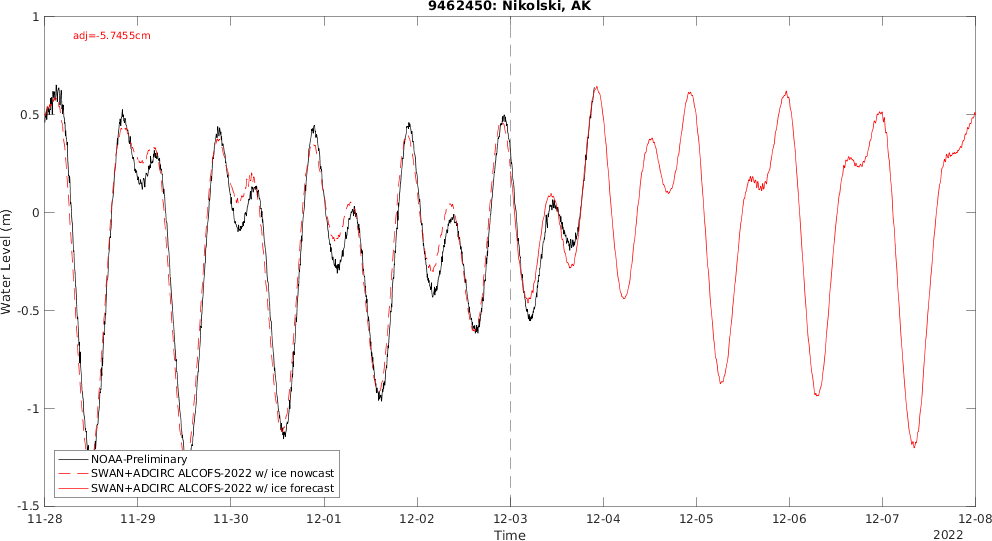 9462450: Nikolski, AK
adj=-5.7455cm
1
0.5
0
-0.5
-1
-1.5
Water Level (m)
NOAA-Preliminary
SWAN+ADCIRC ALCOFS-2022 w/ ice nowcast
SWAN+ADCIRC ALCOFS-2022 w/ ice forecast
11-28 11-29 11-30 12-01 12-02 12-03 12-04 12-05 12-06 12-07 12-08
Time
2022